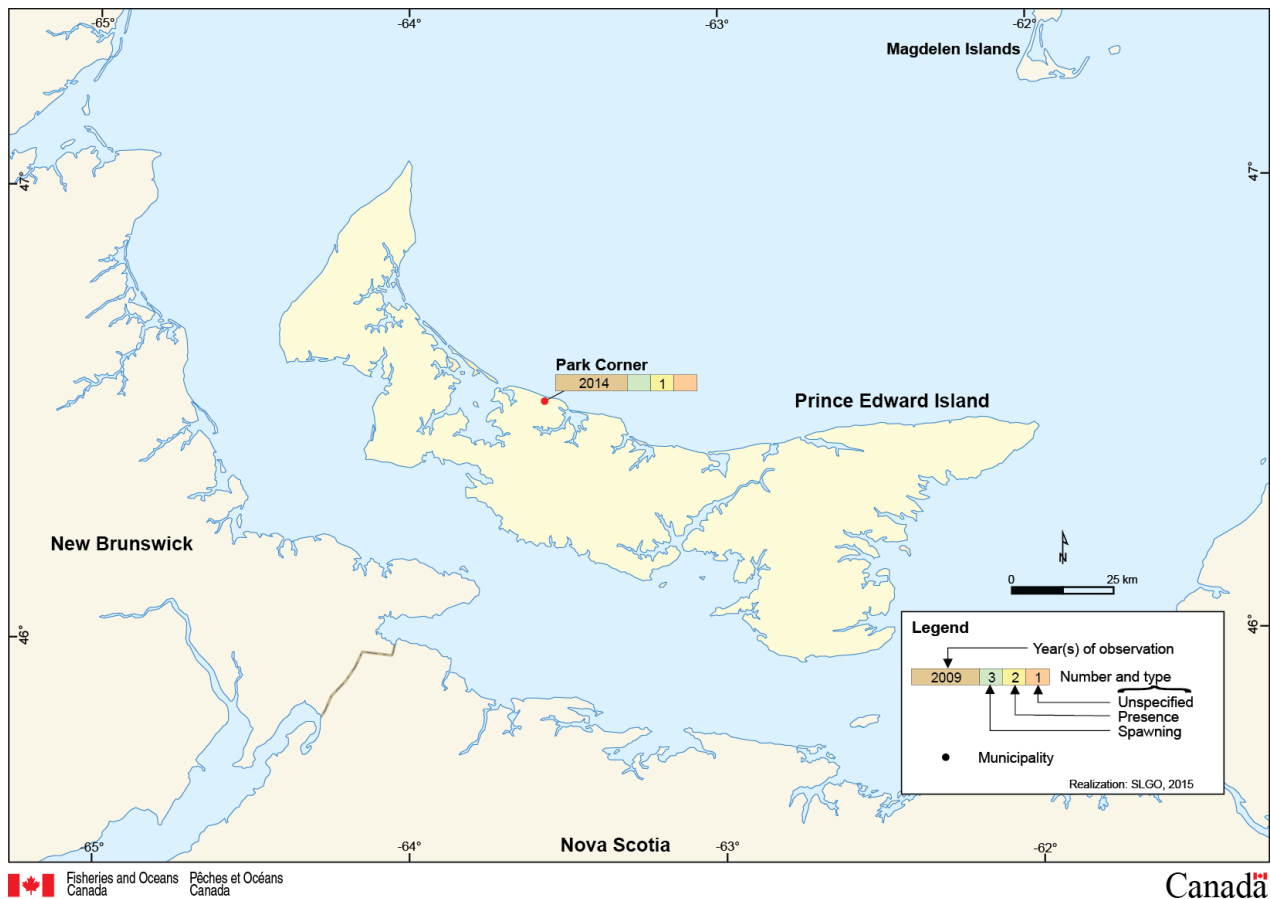 -65°
-64°
-63°
-62°
Magdelen Islands
47°
47°
Park Corner
2014 1
Prince Edward Island
New Brunswick
N
0 25 km
46°
46°
Legend
Year(s) of observation
2009 3 2 1 Number and type
Unspecified
Presence
Spawning
Municipality
Realization: SLGO, 2015
Nova Scotia
-65°
-64°
-63°
-62°
Fisheries and Oceans Pêches et Océans
Canada Canada
Canada